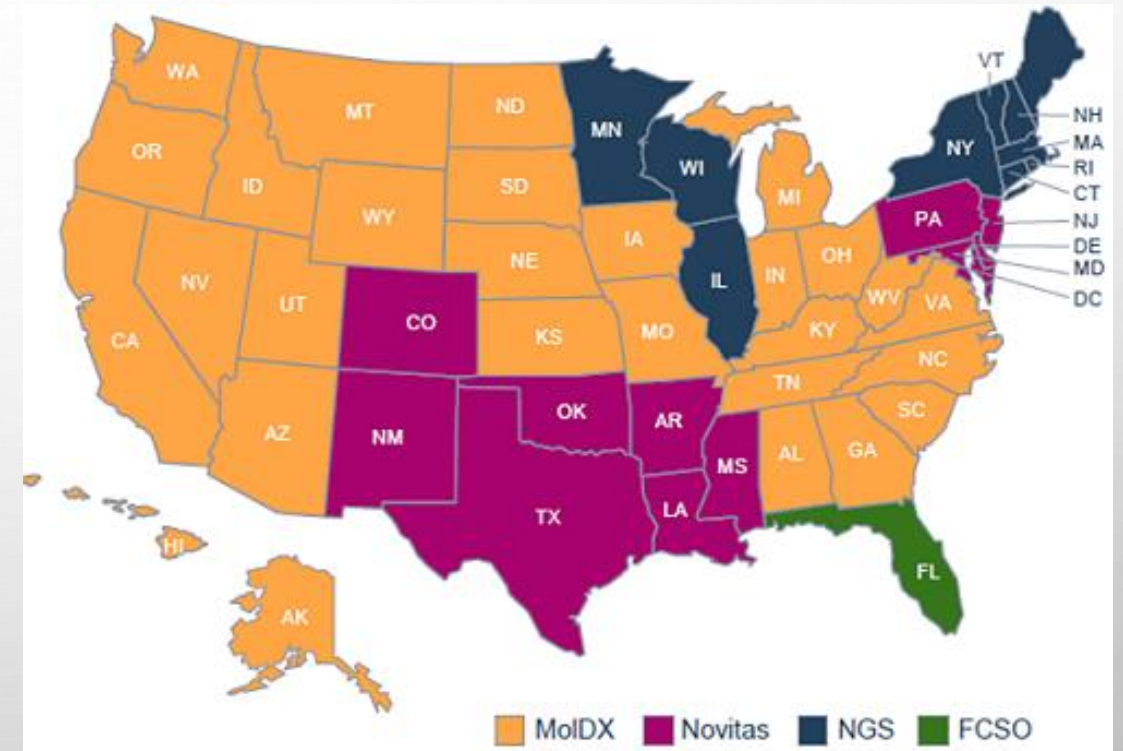 WA
MT
ND
MN
VT
NH
MA
RI
CT
NY
OR
ID
SD
WI
MI
WY
PA
NJ
DE
MD
DC
IA
NE
NV
UT
IL
IN
OH
WV
VA
CA
CO
KS
MO
KY
NC
TN
SC
AZ
NM
OK
AR
MS
AL
GA
TX
LA
HI
FL
AK
MolDX Novitas NGS FCSO